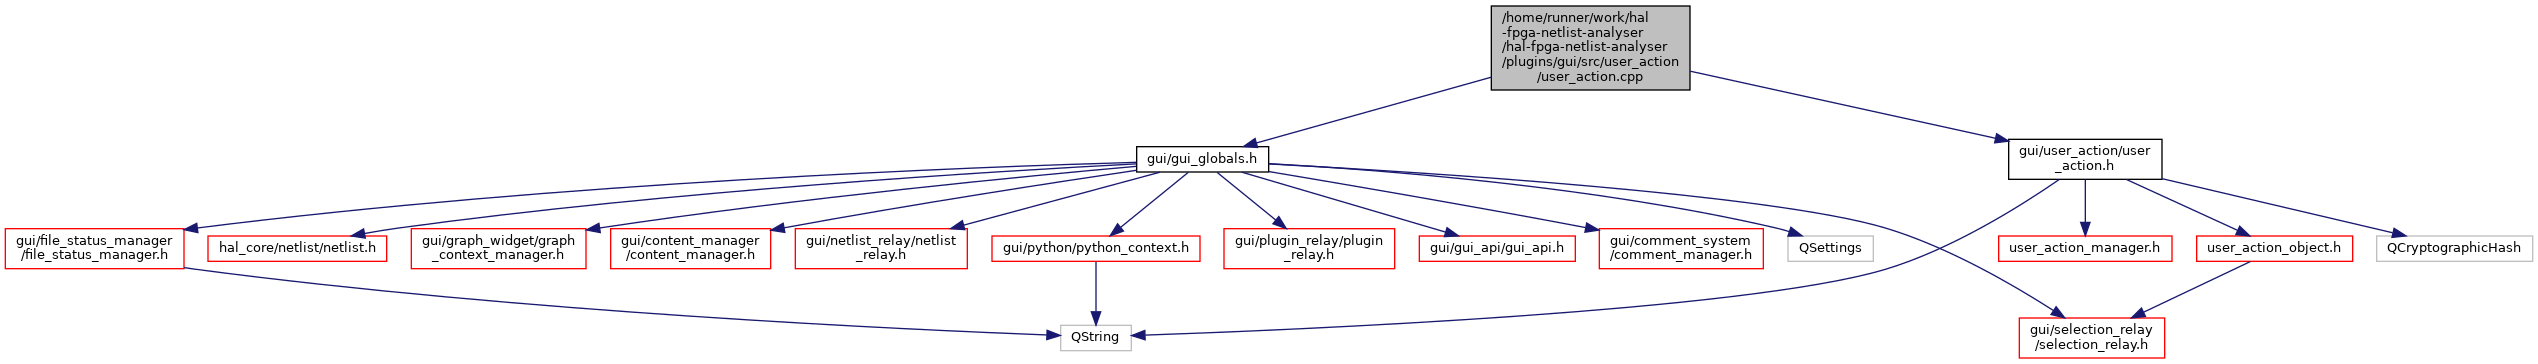 /home/runner/work/hal
-fpga-netlist-analyser
/hal-fpga-netlist-analyser
/plugins/gui/src/user_action
/user_action.cpp
gui/gui_globals.h
gui/user_action/user
_action.h
gui/file_status_manager
/file_status_manager.h
hal_core/netlist/netlist.h
gui/graph_widget/graph
_context_manager.h
gui/content_manager
/content_manager.h
gui/netlist_relay/netlist
_relay.h
gui/python/python_context.h
gui/plugin_relay/plugin
_relay.h
gui/gui_api/gui_api.h
gui/comment_system
/comment_manager.h
QSettings
user_action_manager.h
user_action_object.h
QCryptographicHash
QString
gui/selection_relay
/selection_relay.h